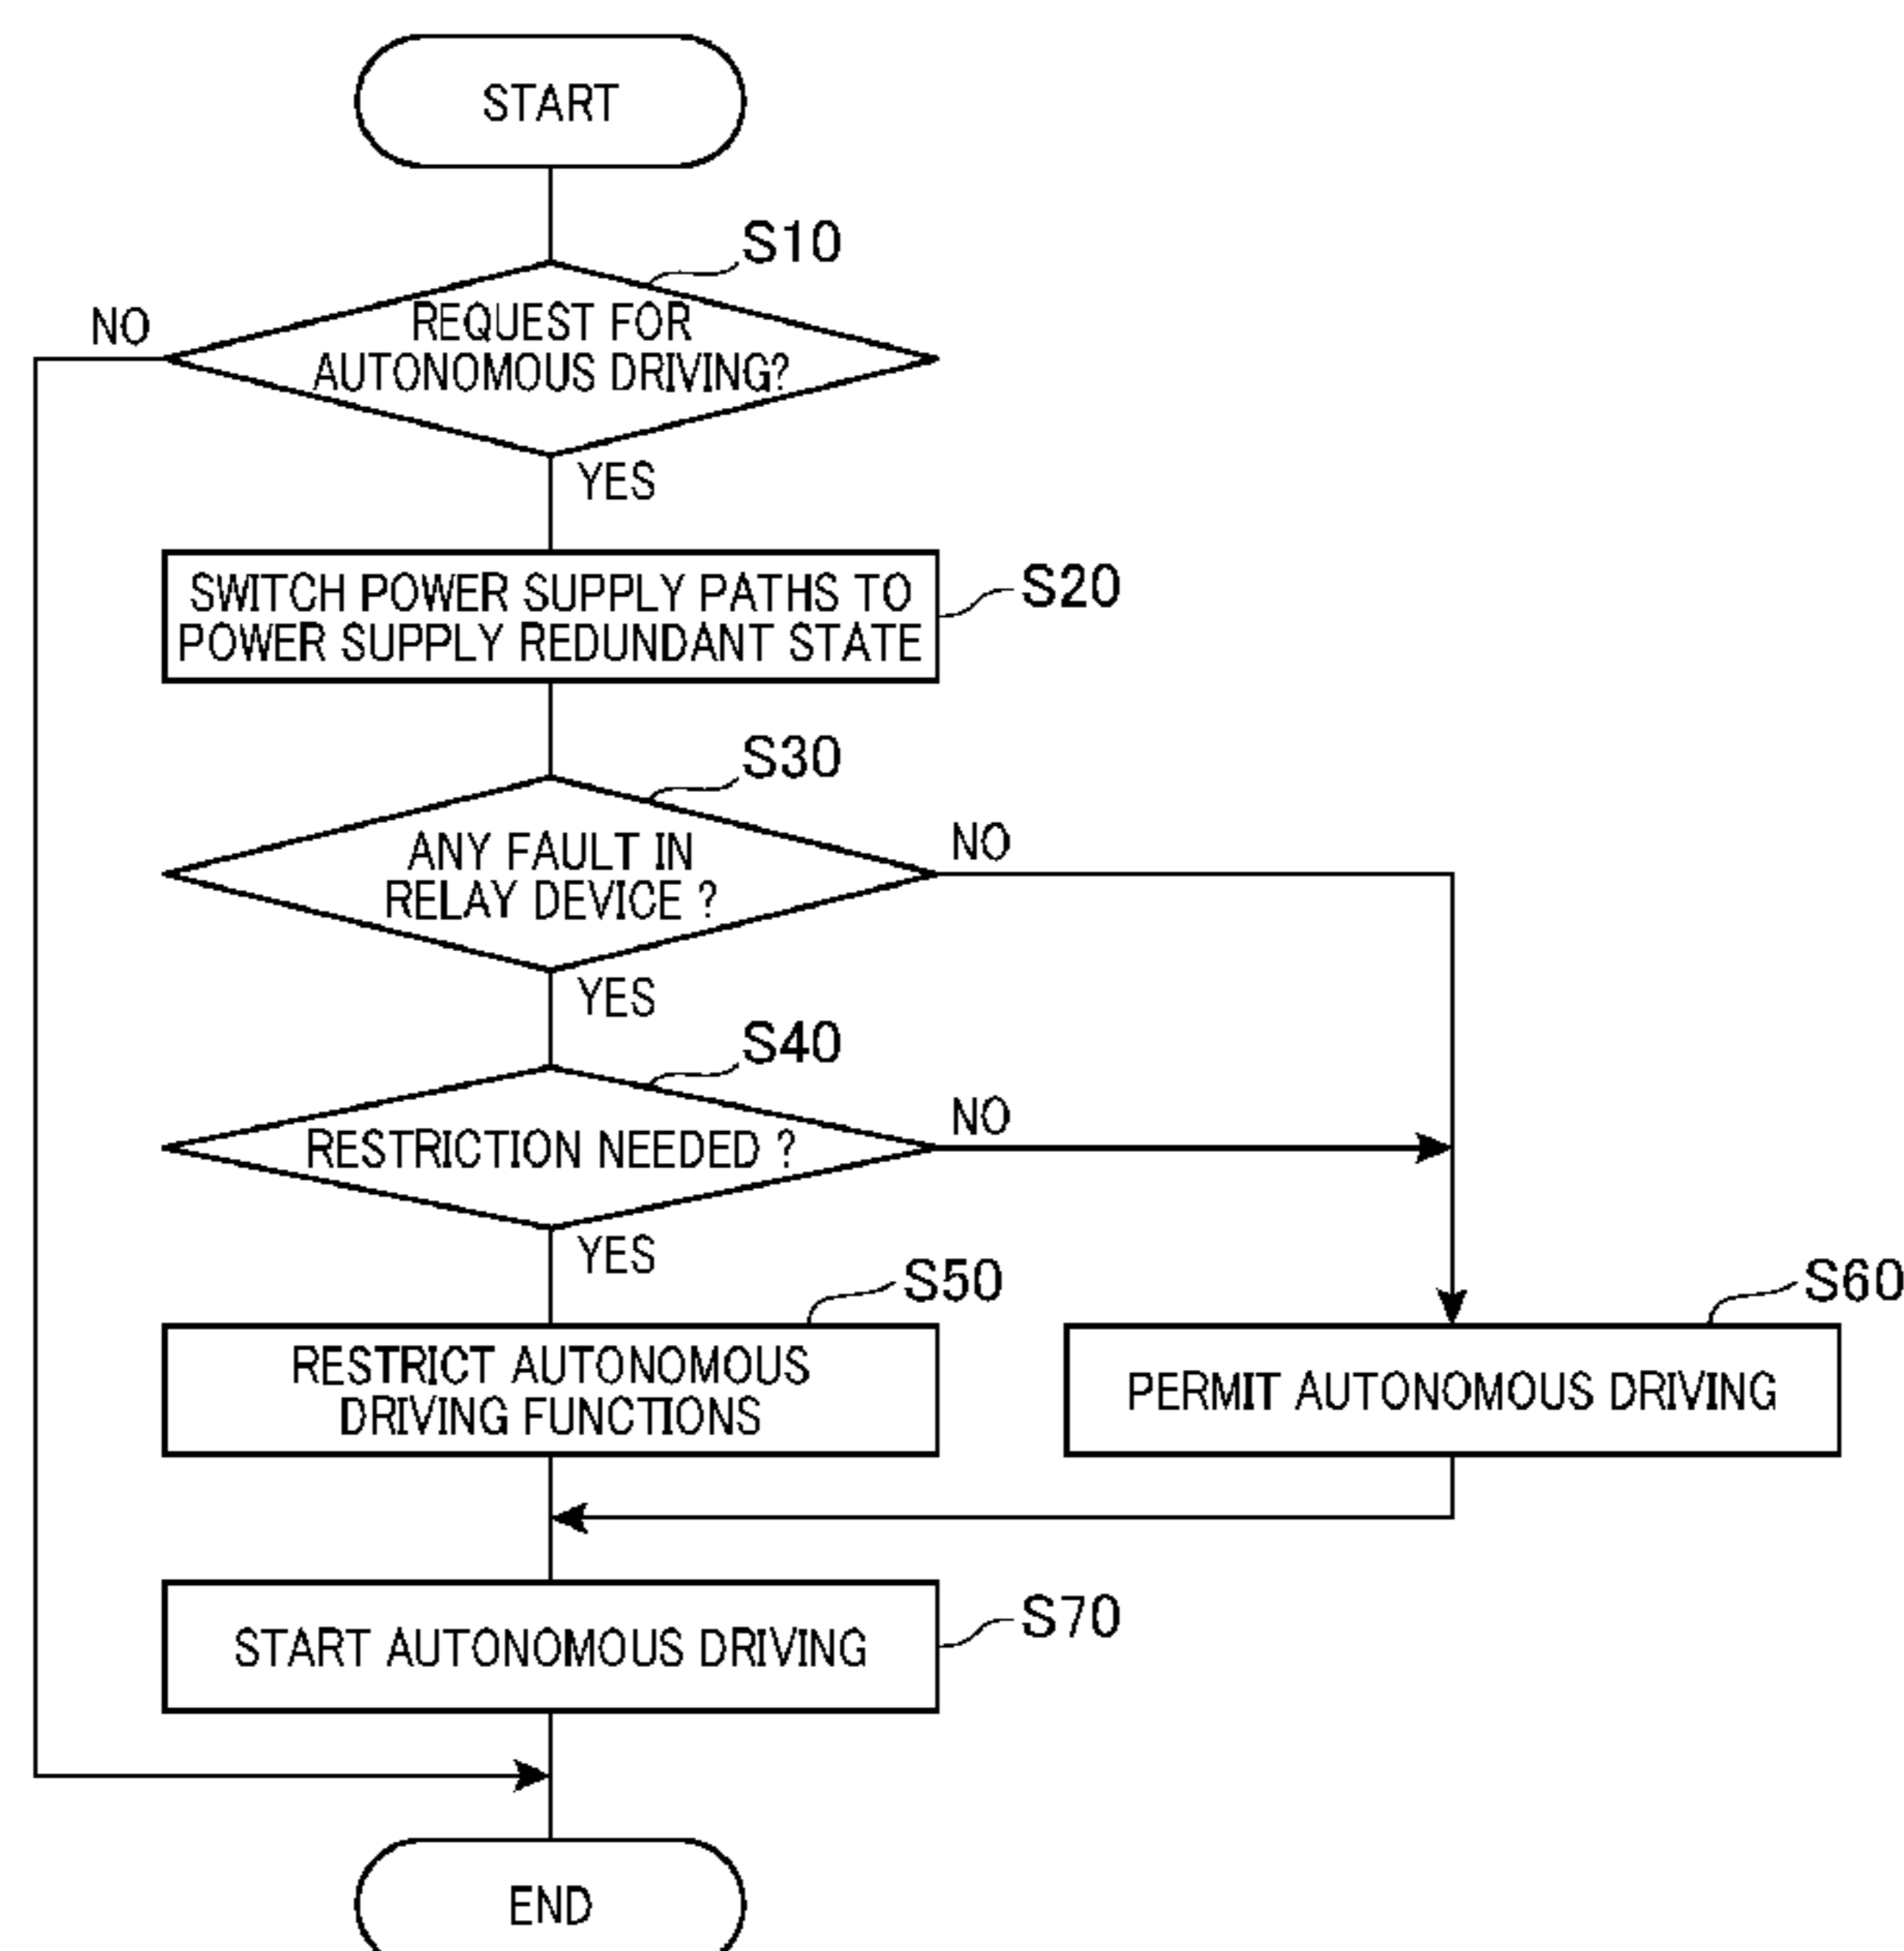 START
S10
NO
REQUEST FOR
AUTONOMOUS DRIVING?
YES
SWITCH POWER SUPPLY PATHS TO
POWER SUPPLY REDUNDANT STATE
S20
S30
ANY FAULT IN
RELAY DEVICE ?
NO
YES
S40
RESTRICTION NEEDED ?
NO
YES
S50
S60
RESTRICT AUTONOMOUS
DRIVING FUNCTIONS
PERMIT AUTONOMOUS DRIVING
START AUTONOMOUS DRIVING
S70
END